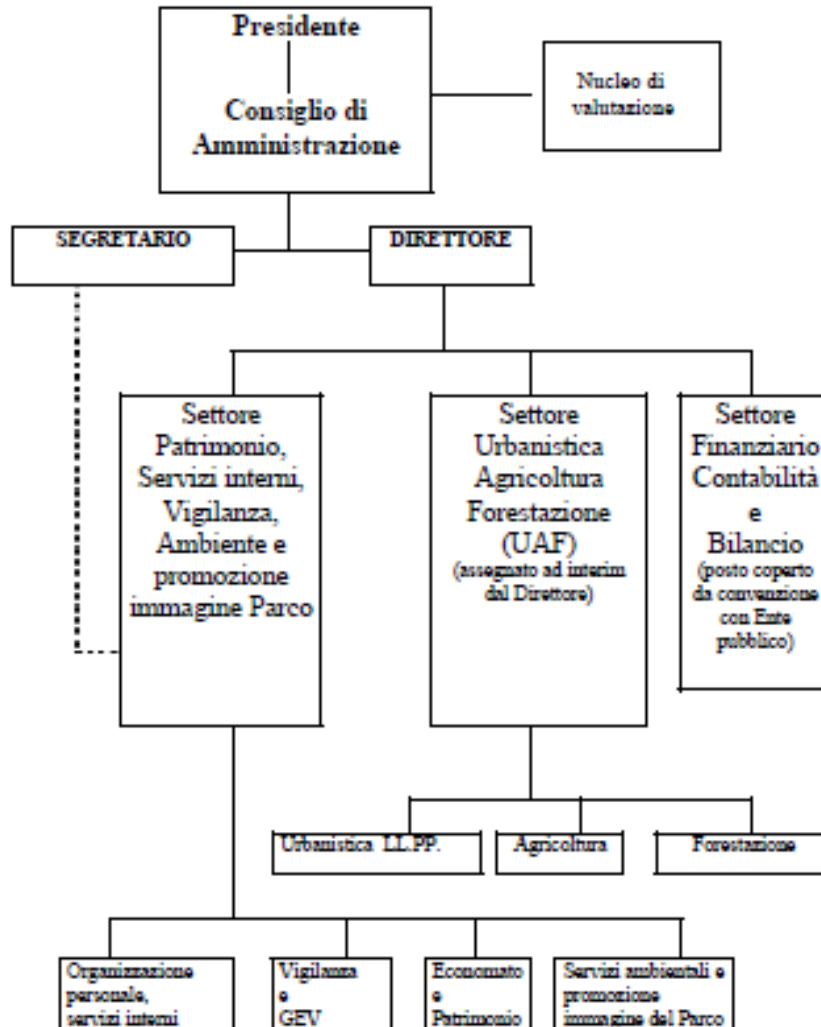 Presidente
Consiglio di
Amministrazione
Nucleo di
valutazione
SEGRETARIO
DIRETTORE
Settore
Patrimonio,
Servizi interni,
Vigilanza,
Ambiente e
promozione
immagine Parco
Settore
Urbanistica
Agricoltura
Forestazione
(UAF)
(assegnato ad interim
dal Direttore)
Settore
Finanziario
Contabilità
e
Bilancio
(posto coperto
da convenzione
con Ente
pubblico)
Urbanistica LL.PP.
Agricoltura
Forestazione
Organizzazione
personale,
servizi interni
Vigilanza
e
GEV
Economato
e
Patrimonio
Servizi ambientali e
promozione
immagine del Parco